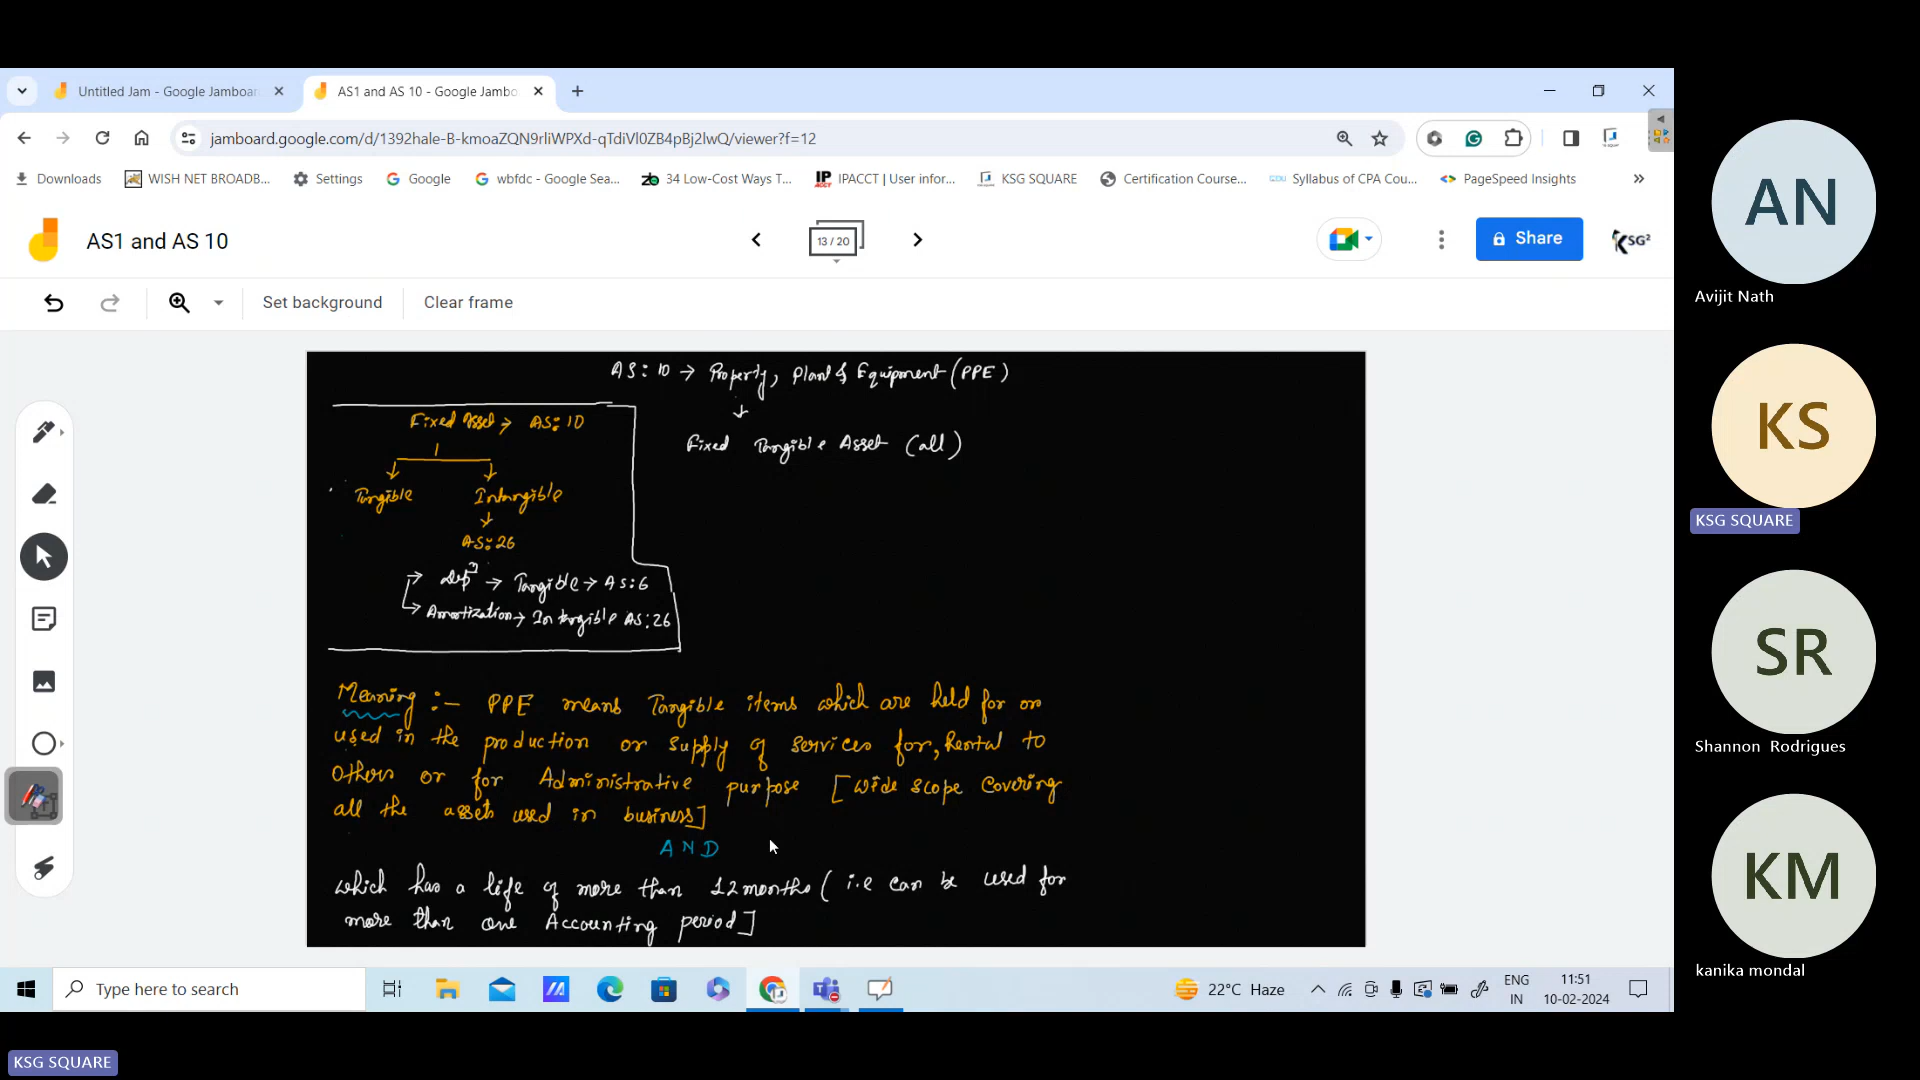 Untitled Jam - Google Jamboar
AS1 and AS 10 - Google Jambo
jamboard.google.com/d/1392hale-B-kmoaZQN9rliWPXd-qTdiVl0ZB4pBj2lwQ/viewer?f=12
Downloads
WISH NET BROADB...
Settings
Google
wbfdc - Google Sea...
34 Low-Cost Ways T...
IPACCT | User infor...
KSG SQUARE
Certification Course...
Syllabus of CPA Cou...
PageSpeed Insights
AS1 and AS 10
13 / 20
Share
KSG²
Set background
Clear frame
AS: 10 → Property, Plant & Equipment (PPE)
Fixed Tangible Asset (all)
Fixed Asset → AS: 10
Tangible
Intangible
AS: 26
Depn → Tangible → AS: 6
Amortization → Intangible AS: 26
Meaning :- PPE means Tangible items which are held for or
used in the production or supply of services for, Rental to
Others or for Administrative purpose [Wide scope Covering
all the assets used in business]
AND
which has a life of more than 12 months ( i.e can be used for
more than one Accounting period]
AN
Avijit Nath
KS
KSG SQUARE
SR
Shannon Rodrigues
KM
kanika mondal
Type here to search
22°C Haze
ENG
IN
11:51
10-02-2024
KSG SQUARE